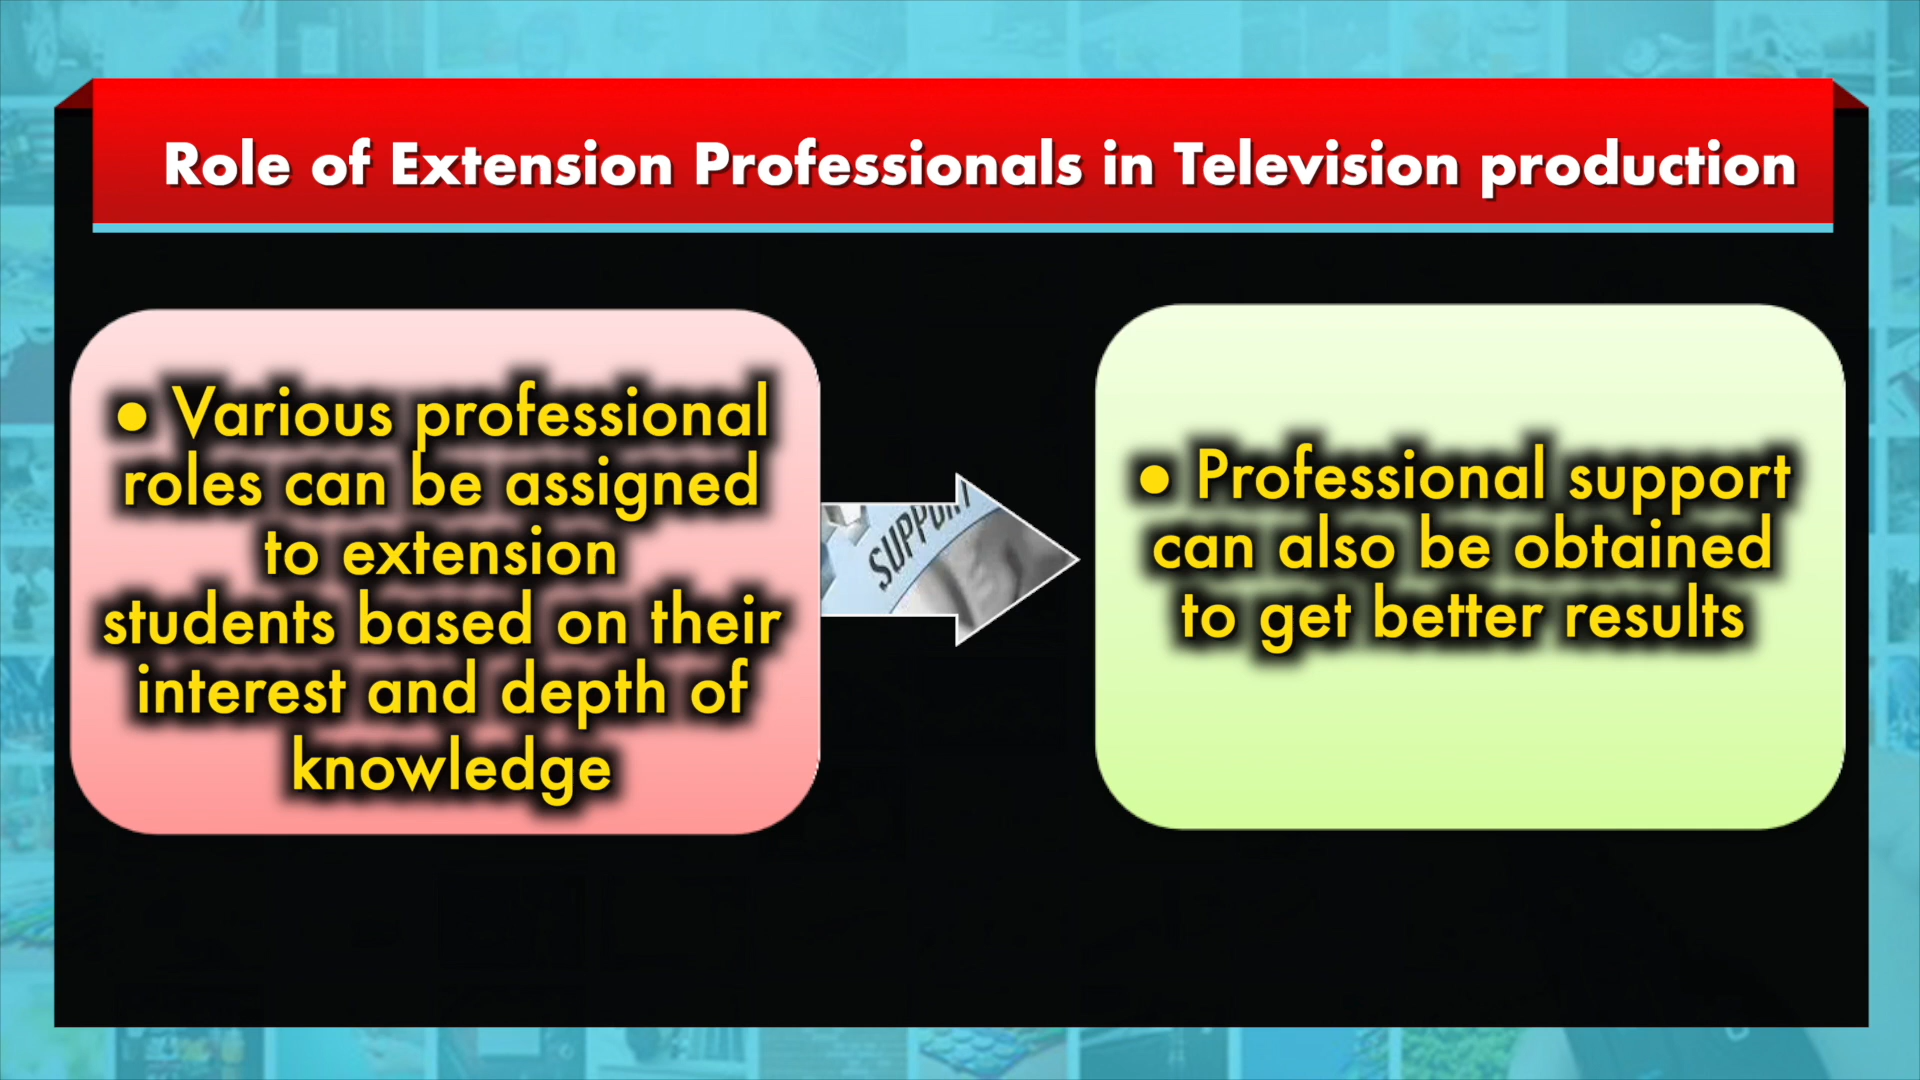 Role of Extension Professionals in Television production
● Various professional
roles can be assigned
to extension
students based on their
interest and depth of
knowledge
SUPPORT
● Professional support
can also be obtained
to get better results